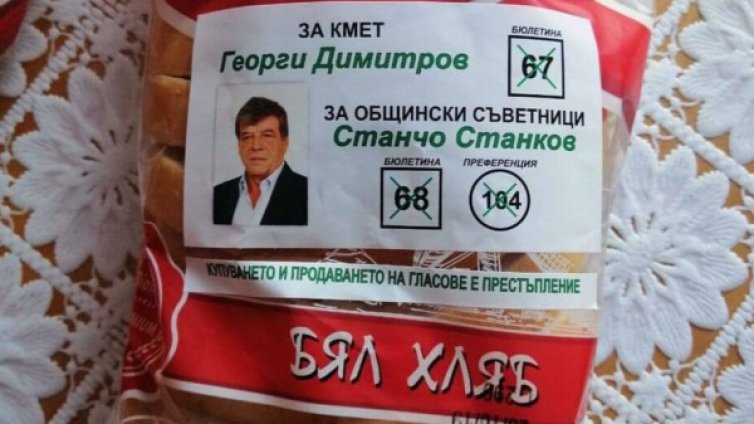 ЗА КМЕТ
БЮЛЕТИНА
Георги Димитров
67
ЗА ОБЩИНСКИ СЪВЕТНИЦИ
Станчо Станков
БЮЛЕТИНА ПРЕФЕРЕНЦИЯ
68 104
КУПУВАНЕТО И ПРОДАВАНЕТО НА ГЛАСОВЕ Е ПРЕСТЪПЛЕНИЕ
БЯЛ ХЛЯБ